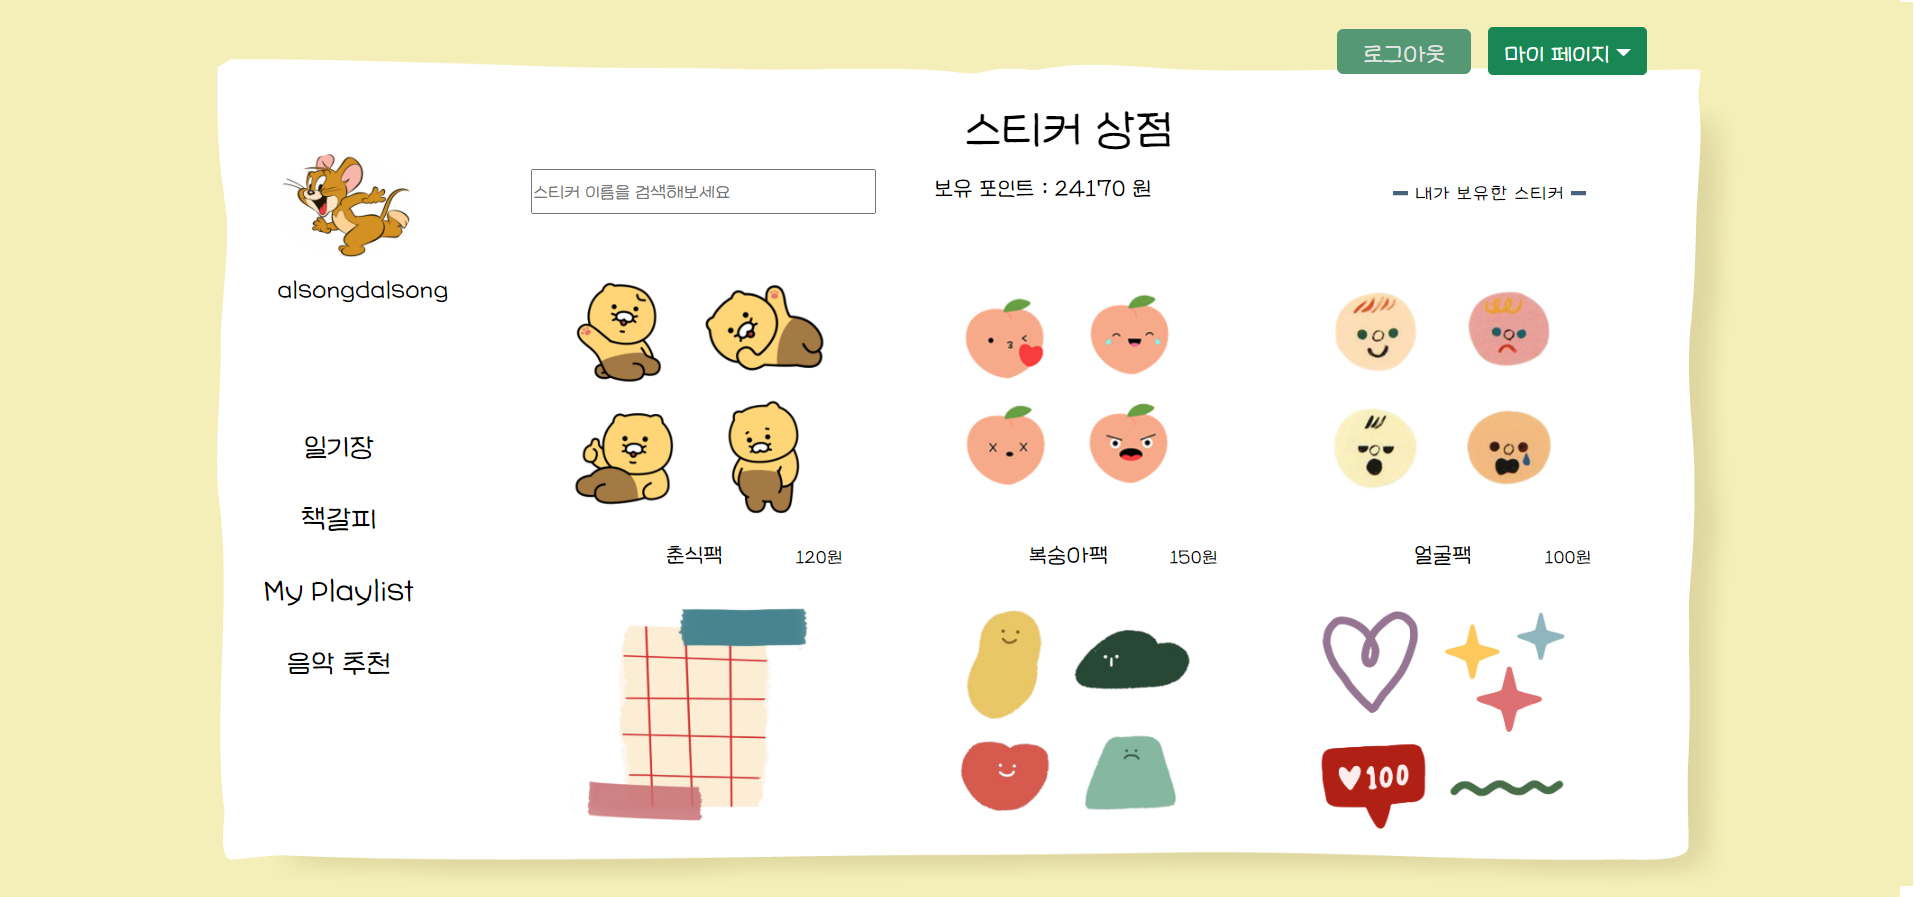 로그아웃
마이 페이지
스티커 상점
스티커 이름을 검색해보세요
보유 포인트 : 24170 원
내가 보유한 스티커
alsongdalsong
일기장
책갈피
My Playlist
음악 추천
춘식팩 120원
복숭아팩 150원
얼굴팩 100원
100